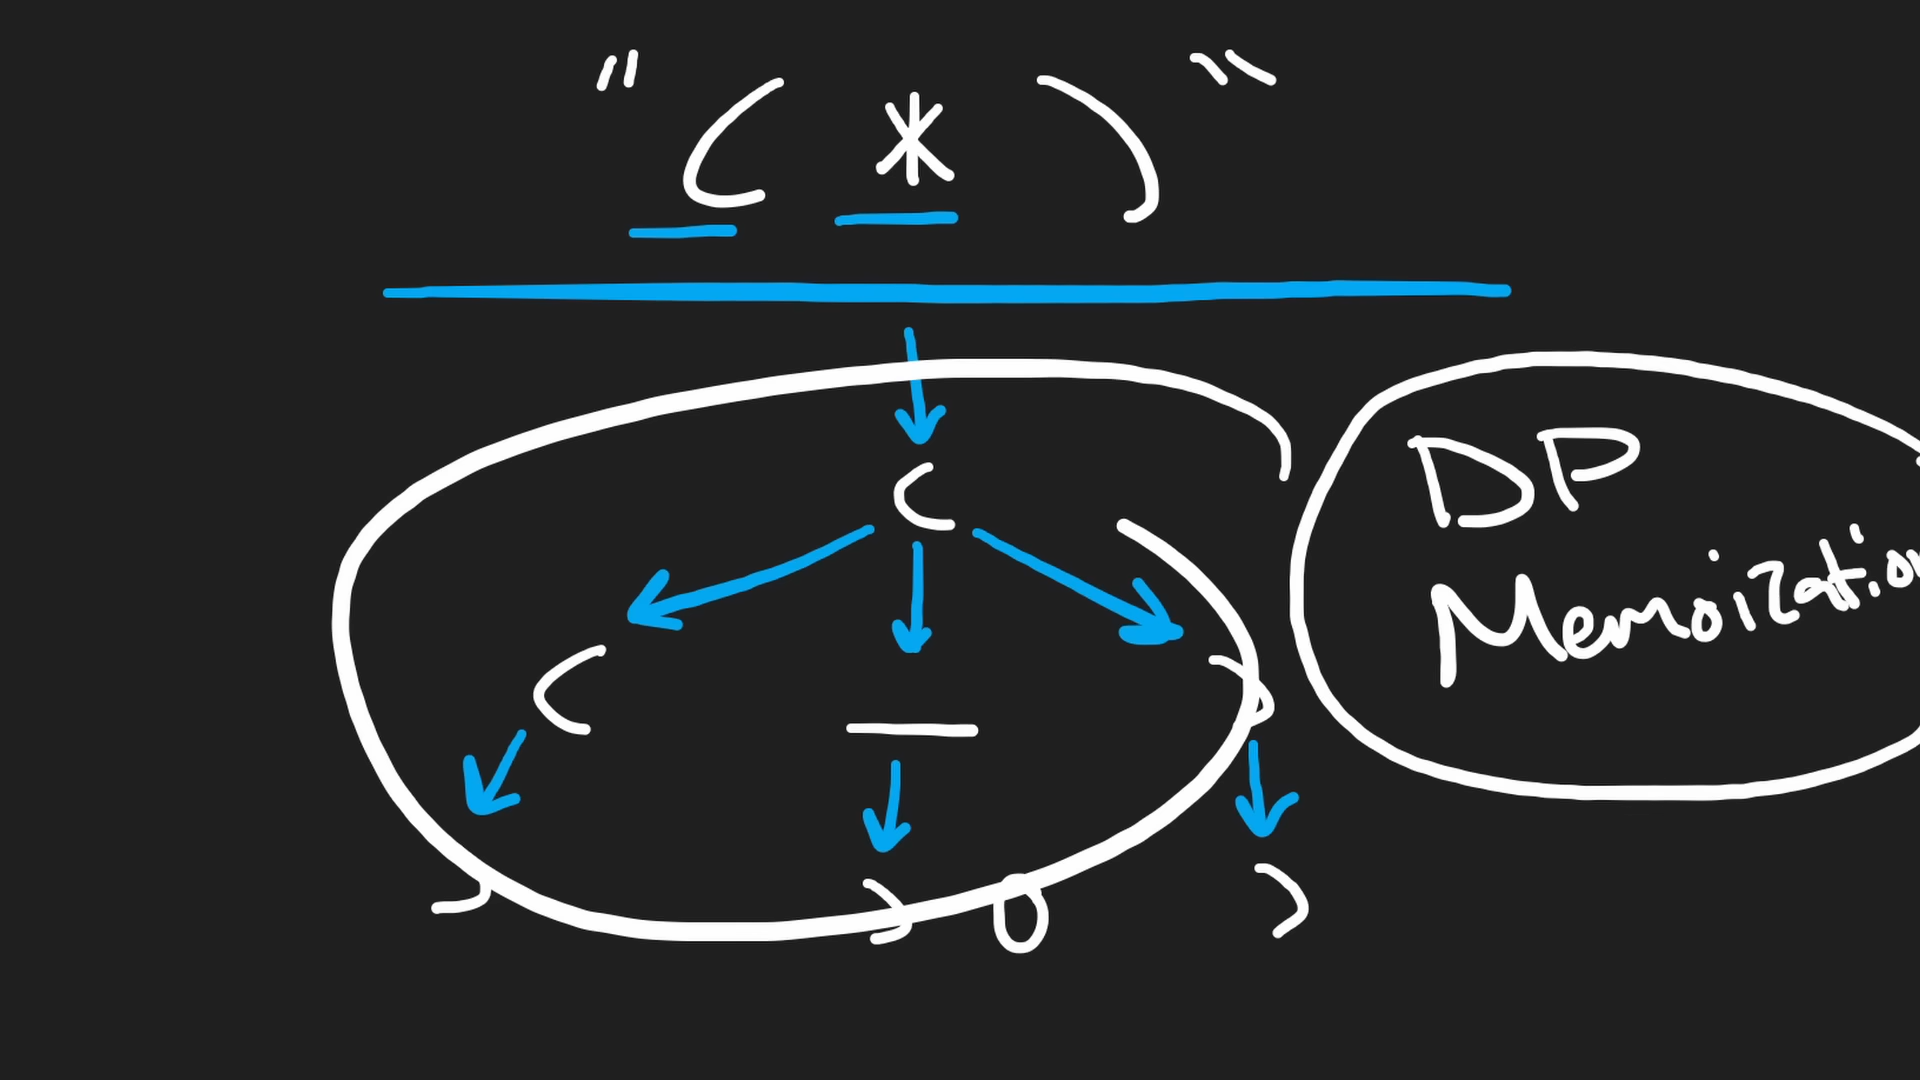 "(*)"
DP
(
Memoization
( _ )
) ) 0 )